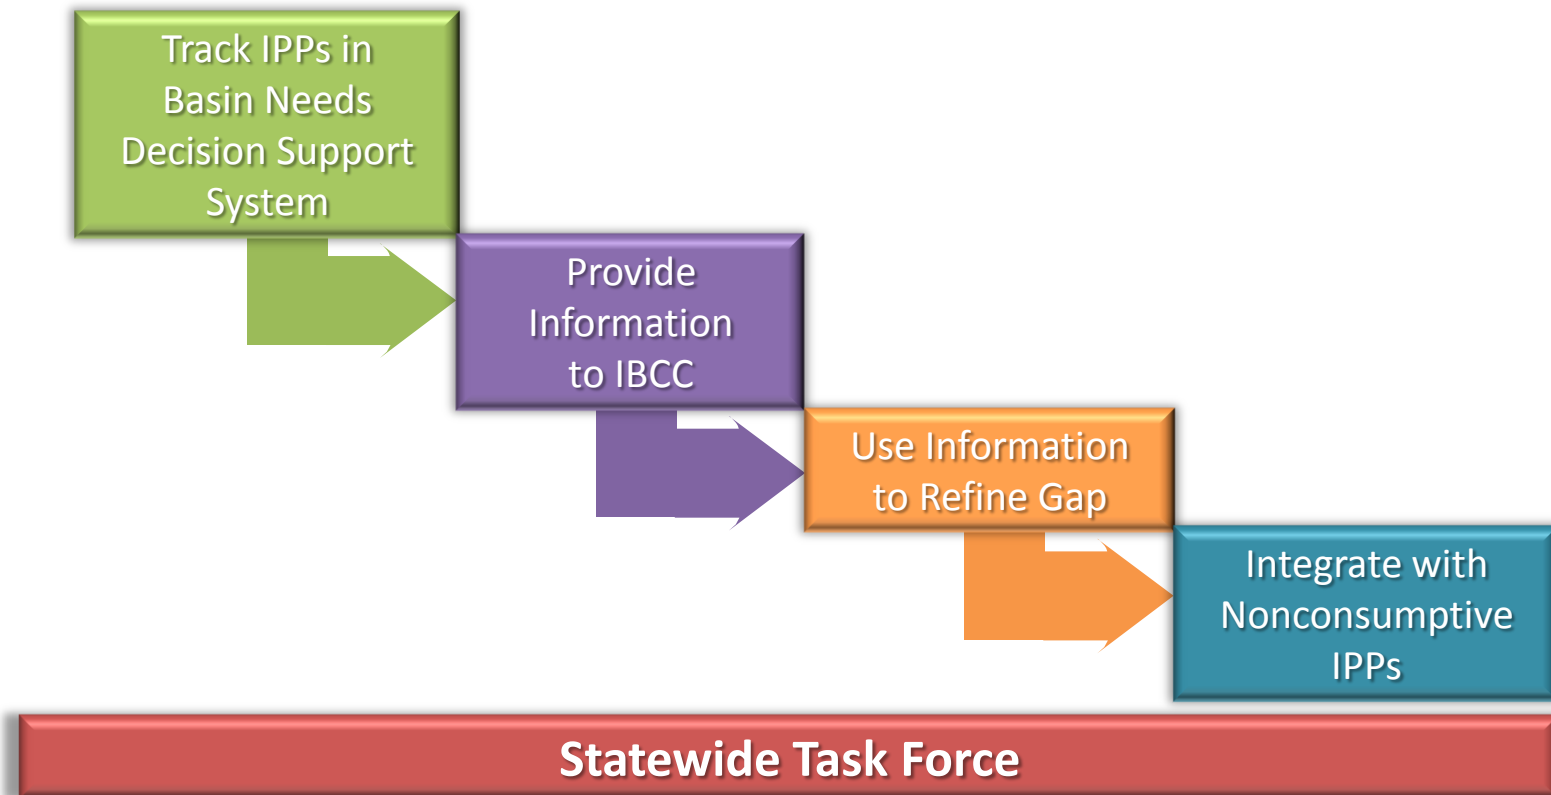 Track IPPs in
Basin Needs
Decision Support
System
Provide
Information
to IBCC
Use Information
to Refine Gap
Integrate with
Nonconsumptive
IPPs
Statewide Task Force